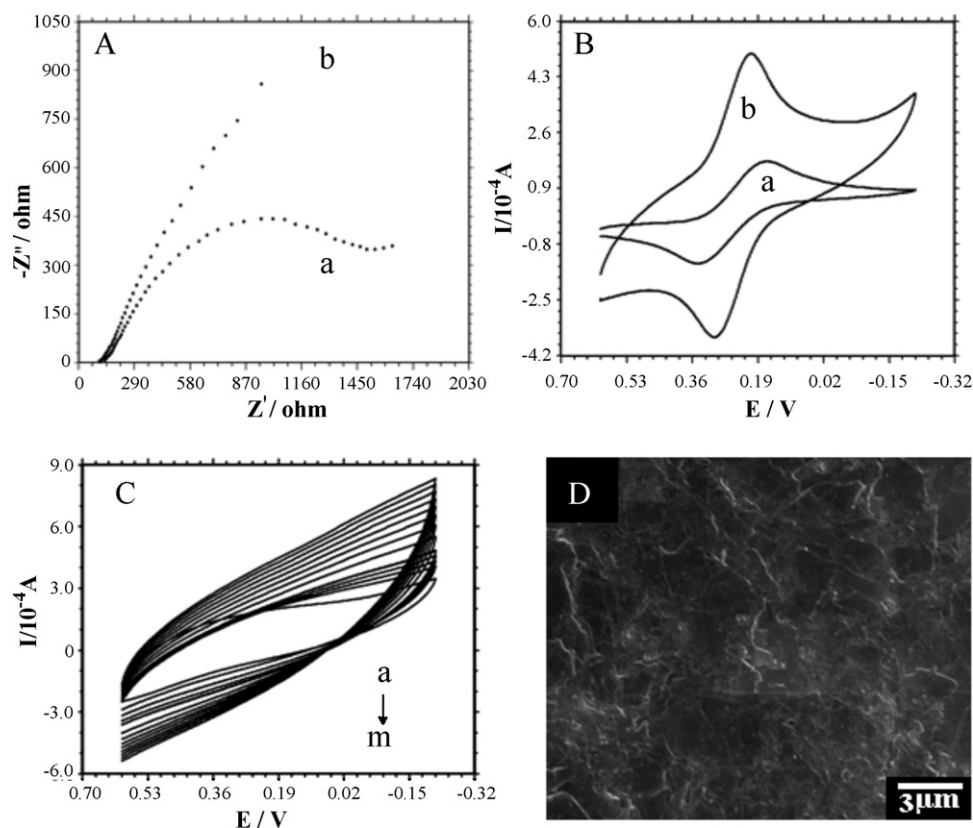 A
1050
900
750
600
450
300
150
0
-Z"/ ohm
b
a
0 290 580 870 1160 1450 1740 2030
Z'/ ohm
B
6.0
4.3
2.6
0.9
-0.8
-2.5
-4.2
I/10⁻⁴A
b
a
0.70 0.53 0.36 0.19 0.02 -0.15 -0.32
E / V
C
9.0
6.0
3.0
0
-3.0
-6.0
I/10⁻⁴A
a
m
0.70 0.53 0.36 0.02 -0.15 -0.32
E / V
D
3μm